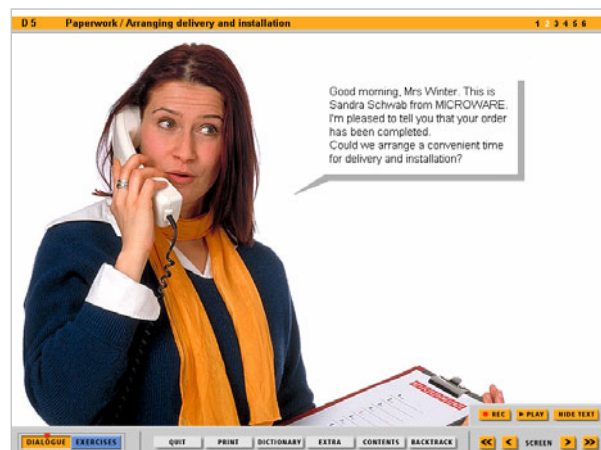 D 5 Paperwork / Arranging delivery and installation 1 2 3 4 5 6
Good morning, Mrs Winter. This is
Sandra Schwab from MICROWARE.
I'm pleased to tell you that your order
has been completed.
Could we arrange a convenient time
for delivery and installation?
REC PLAY HIDE TEXT
DIALOGUE EXERCISES QUIT PRINT DICTIONARY EXTRA CONTENTS BACKTRACK SCREEN